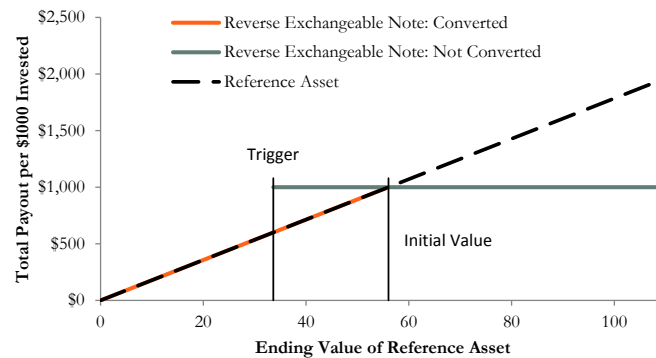 $2,500
$2,000
$1,500
$1,000
$500
$0
Total Payout per $1000 Invested
Reverse Exchangeable Note: Converted
Reverse Exchangeable Note: Not Converted
Reference Asset
Trigger
Initial Value
0 20 40 60 80 100
Ending Value of Reference Asset